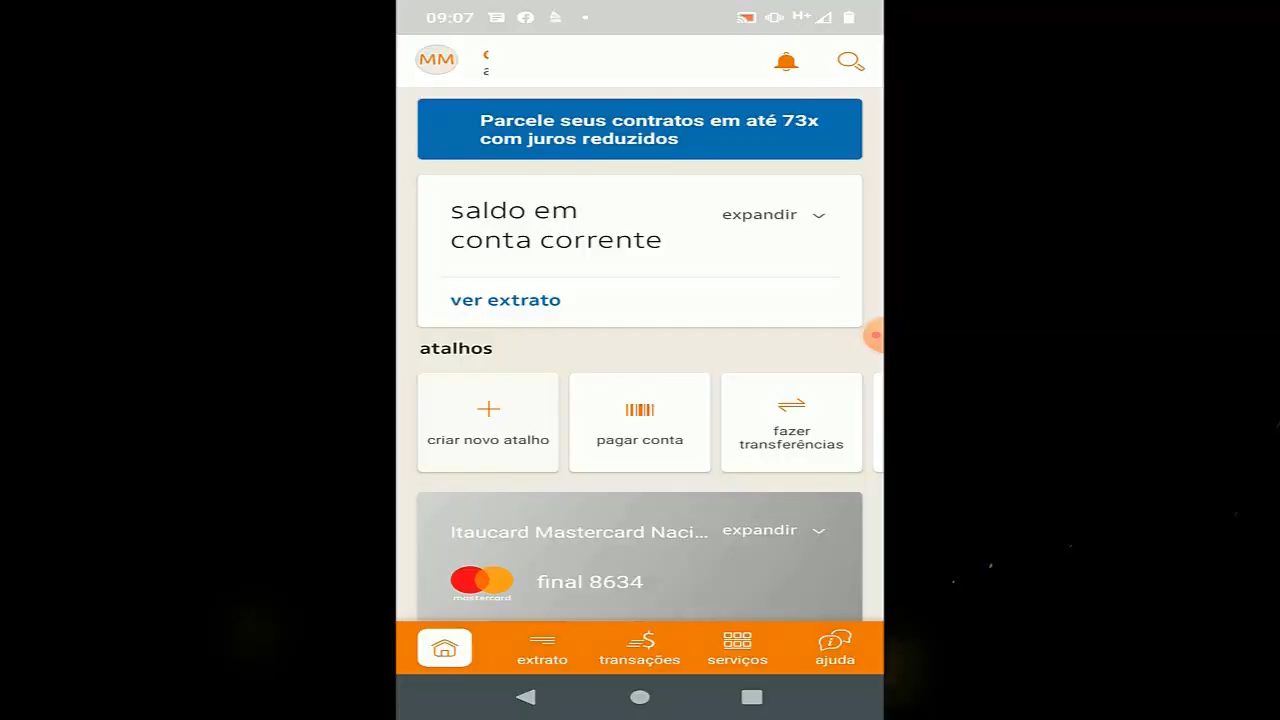 09:07
H+
MM
Parcele seus contratos em até 73x
com juros reduzidos
saldo em
conta corrente
expandir
ver extrato
atalhos
criar novo atalho
pagar conta
fazer
transferências
Itaucard Mastercard Naci...
expandir
mastercard
final 8634
extrato
transações
serviços
ajuda